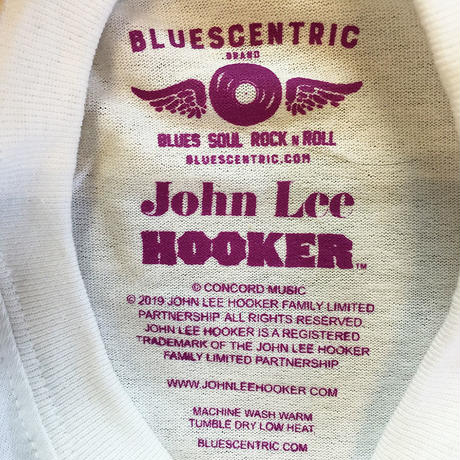 BLUESCENTRIC
BRAND
BLUES SOUL ROCK N ROLL
BLUESCENTRIC.COM
John Lee
HOOKER™
© CONCORD MUSIC
© 2019 JOHN LEE HOOKER FAMILY LIMITED
PARTNERSHIP ALL RIGHTS RESERVED.
JOHN LEE HOOKER IS A REGISTERED
TRADEMARK OF THE JOHN LEE HOOKER
FAMILY LIMITED PARTNERSHIP
WWW.JOHNLEEHOOKER.COM
MACHINE WASH WARM
TUMBLE DRY LOW HEAT
BLUESCENTRIC.COM